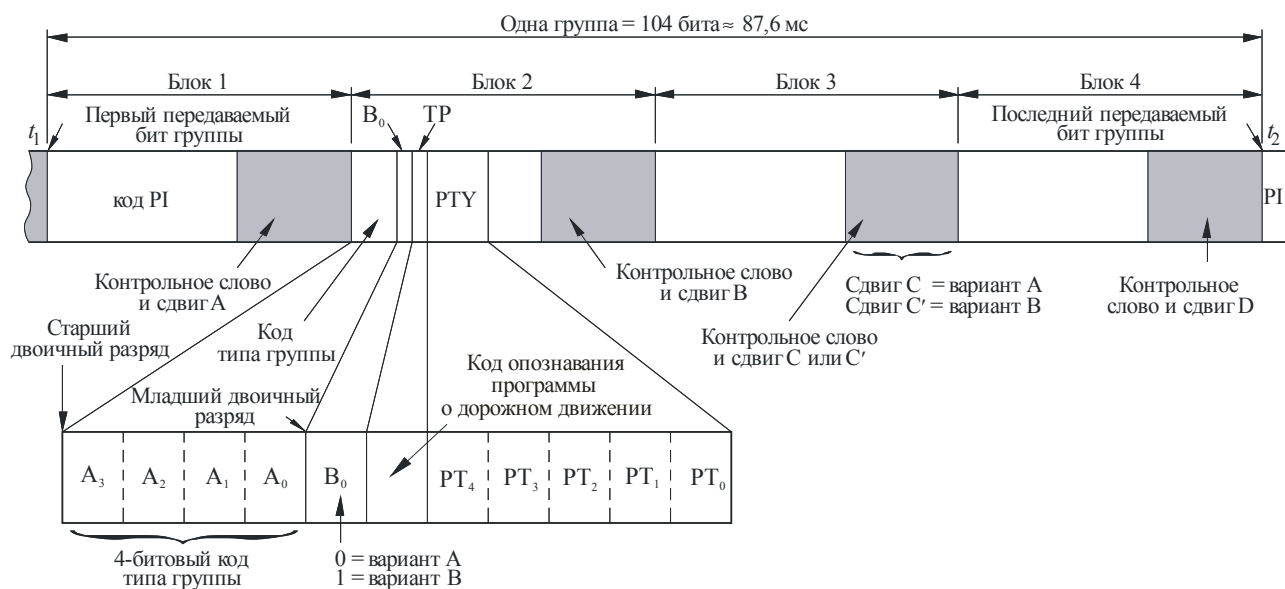 Одна группа = 104 бита ≈ 87,6 мс
Блок 1
Блок 2
Блок 3
Блок 4
t1
Первый передаваемый
бит группы
B0
TP
Последний передаваемый
бит группы
t2
код PI
PTY
PI
Контрольное слово
и сдвиг A
Код
типа группы
Контрольное слово
и сдвиг B
Сдвиг C = вариант A
Сдвиг C′ = вариант B
Контрольное слово
и сдвиг C или C′
Контрольное
слово и сдвиг D
Старший
двоичный разряд
Младший двоичный
разряд
Код опознавания
программы
о дорожном движении
A3 A2 A1 A0 B0 PT4 PT3 PT2 PT1 PT0
4-битовый код
типа группы
0 = вариант A
1 = вариант B